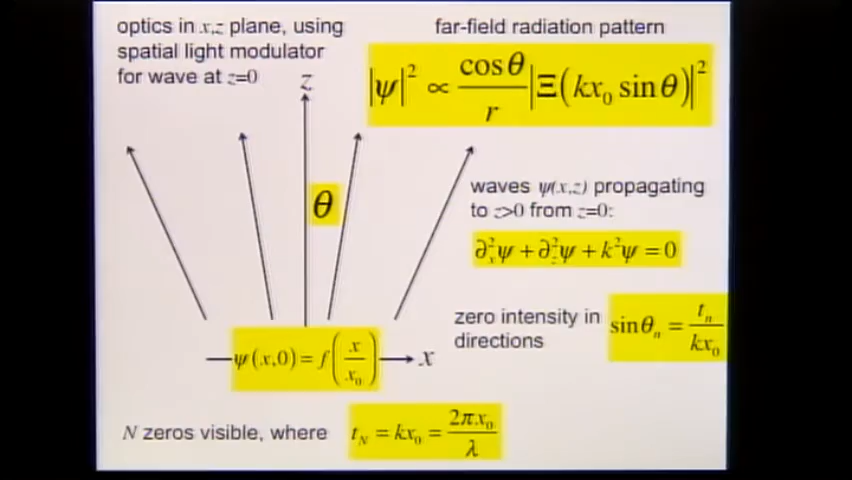 optics in x,z plane, using
spatial light modulator
for wave at z=0
far-field radiation pattern
|ψ|² ∝ cosθ/r |Ξ(kx₀ sinθ)|²
z
θ
waves ψ(x,z) propagating
to z>0 from z=0:
∂ₓ²ψ + ∂_z²ψ + k²ψ = 0
zero intensity in
directions
sinθₙ = tₙ/kx₀
ψ(x,0) = f(x/x₀)
x
N zeros visible, where
t_N = kx₀ = 2πx₀/λ